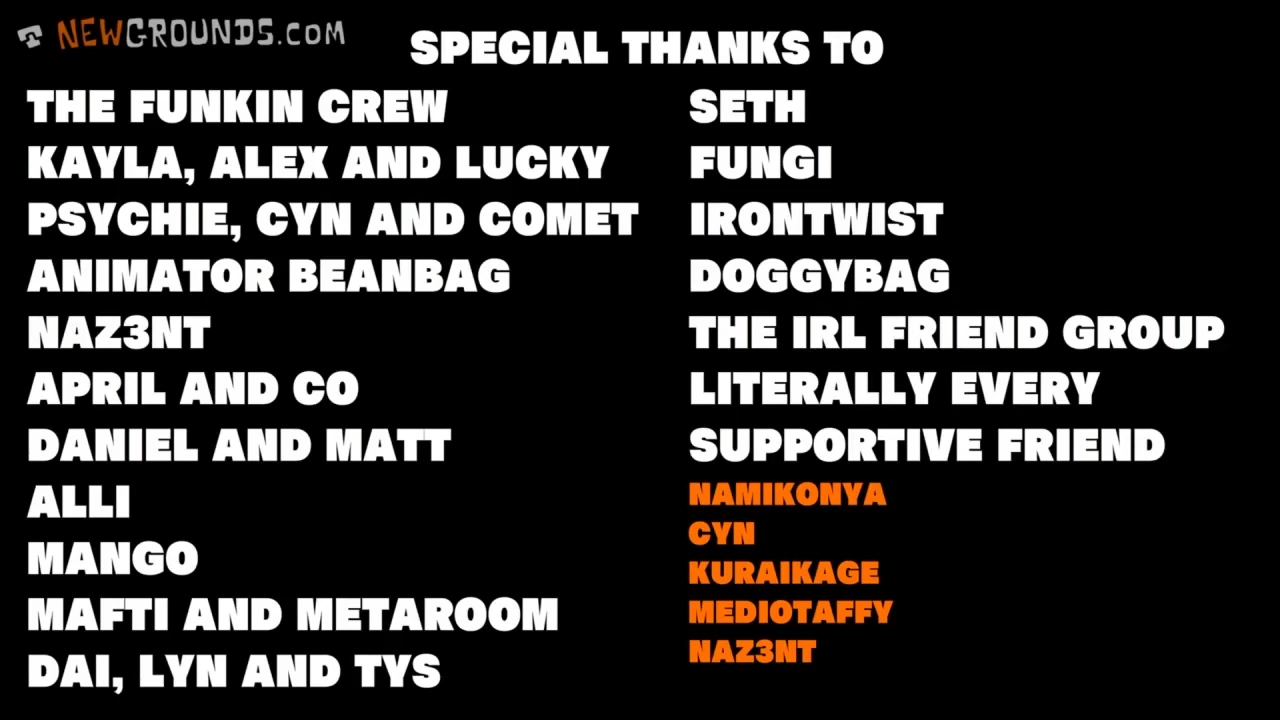 NEWGROUNDS.COM
SPECIAL THANKS TO
THE FUNKIN CREW
KAYLA, ALEX AND LUCKY
PSYCHIE, CYN AND COMET
ANIMATOR BEANBAG
NAZ3NT
APRIL AND CO
DANIEL AND MATT
ALLI
MANGO
MAFTI AND METAROOM
DAI, LYN AND TYS
SETH
FUNGI
IRONTWIST
DOGGYBAG
THE IRL FRIEND GROUP
LITERALLY EVERY
SUPPORTIVE FRIEND
NAMIKONYA
CYN
KURAIKAGE
MEDIOTAFFY
NAZ3NT